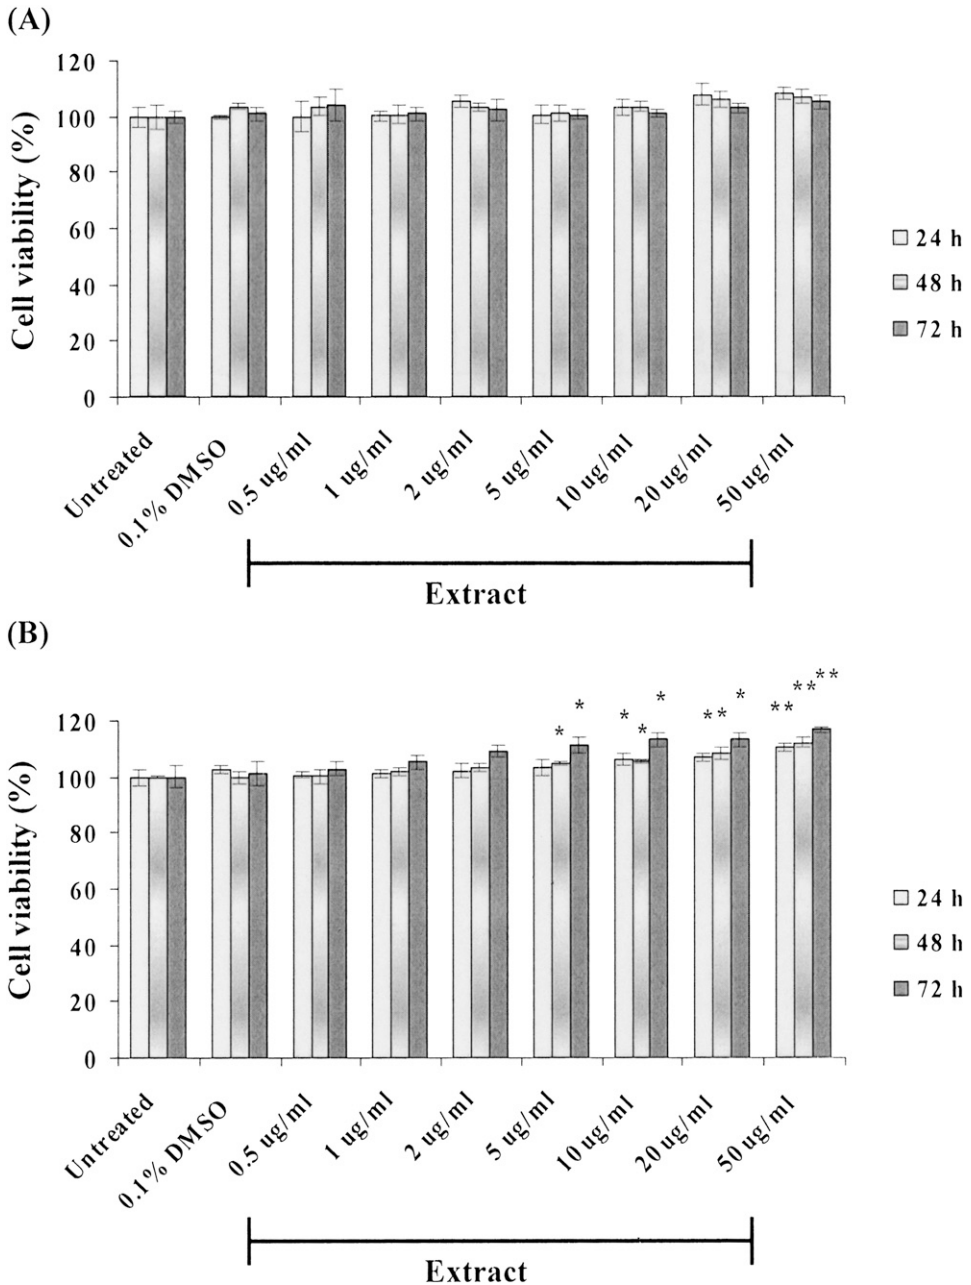 (A)
120
100
80
60
40
20
0
Cell viability (%)
24 h
48 h
72 h
Untreated
0.1% DMSO
0.5 ug/ml
1 ug/ml
2 ug/ml
5 ug/ml
10 ug/ml
20 ug/ml
50 ug/ml
Extract
(B)
* * * * * ** * ** ** **
120
100
80
60
40
20
0
Cell viability (%)
24 h
48 h
72 h
Untreated
0.1% DMSO
0.5 ug/ml
1 ug/ml
2 ug/ml
5 ug/ml
10 ug/ml
20 ug/ml
50 ug/ml
Extract